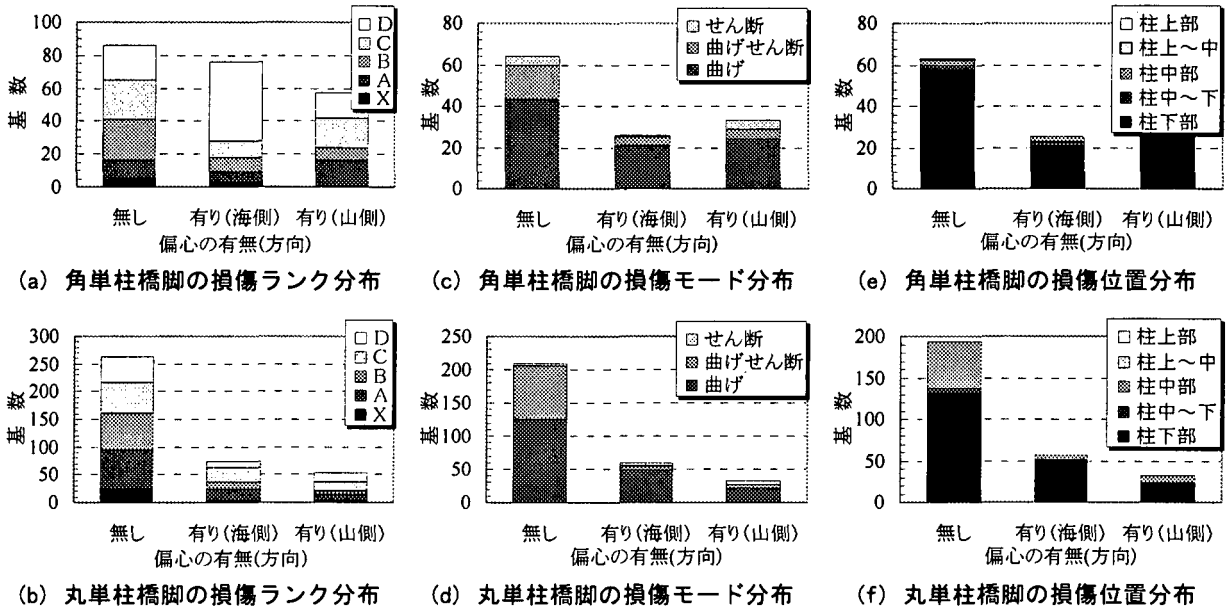 100
80
60
40
20
0
基 数
D
C
B
A
X
無し 有り(海側) 有り(山側)
偏心の有無(方向)
(a) 角単柱橋脚の損傷ランク分布
80
60
40
20
0
基 数
せん断
曲げせん断
曲げ
無し 有り(海側) 有り(山側)
偏心の有無(方向)
(c) 角単柱橋脚の損傷モード分布
80
60
40
20
0
基 数
柱上部
柱上～中
柱中部
柱中～下
柱下部
無し 有り(海側) 有り(山側)
偏心の有無(方向)
(e) 角単柱橋脚の損傷位置分布
300
250
200
150
100
50
0
基 数
D
C
B
A
X
無し 有り(海側) 有り(山側)
偏心の有無(方向)
(b) 丸単柱橋脚の損傷ランク分布
250
200
150
100
50
0
基 数
せん断
曲げせん断
曲げ
無し 有り(海側) 有り(山側)
偏心の有無(方向)
(d) 丸単柱橋脚の損傷モード分布
200
150
100
50
0
基 数
柱上部
柱上～中
柱中部
柱中～下
柱下部
無し 有り(海側) 有り(山側)
偏心の有無(方向)
(f) 丸単柱橋脚の損傷位置分布